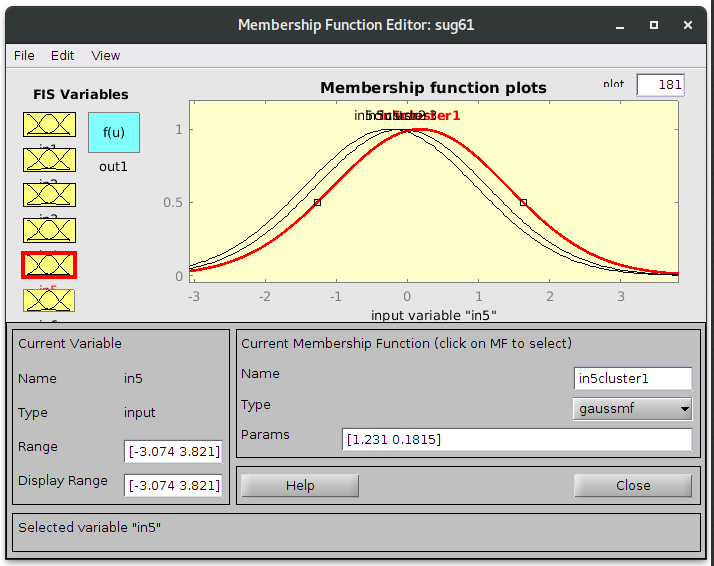 Membership Function Editor: sug61
File Edit View
FIS Variables
f(u)
out1
in5
Membership function plots
plot
181
in5cluster1
1
0.5
0
-3 -2 -1 0 1 2 3
input variable "in5"
Current Variable
Name in5
Type input
Range [-3.074 3.821]
Display Range [-3.074 3.821]
Current Membership Function (click on MF to select)
Name in5cluster1
Type gaussmf
Params [1.231 0.1815]
Help Close
Selected variable "in5"